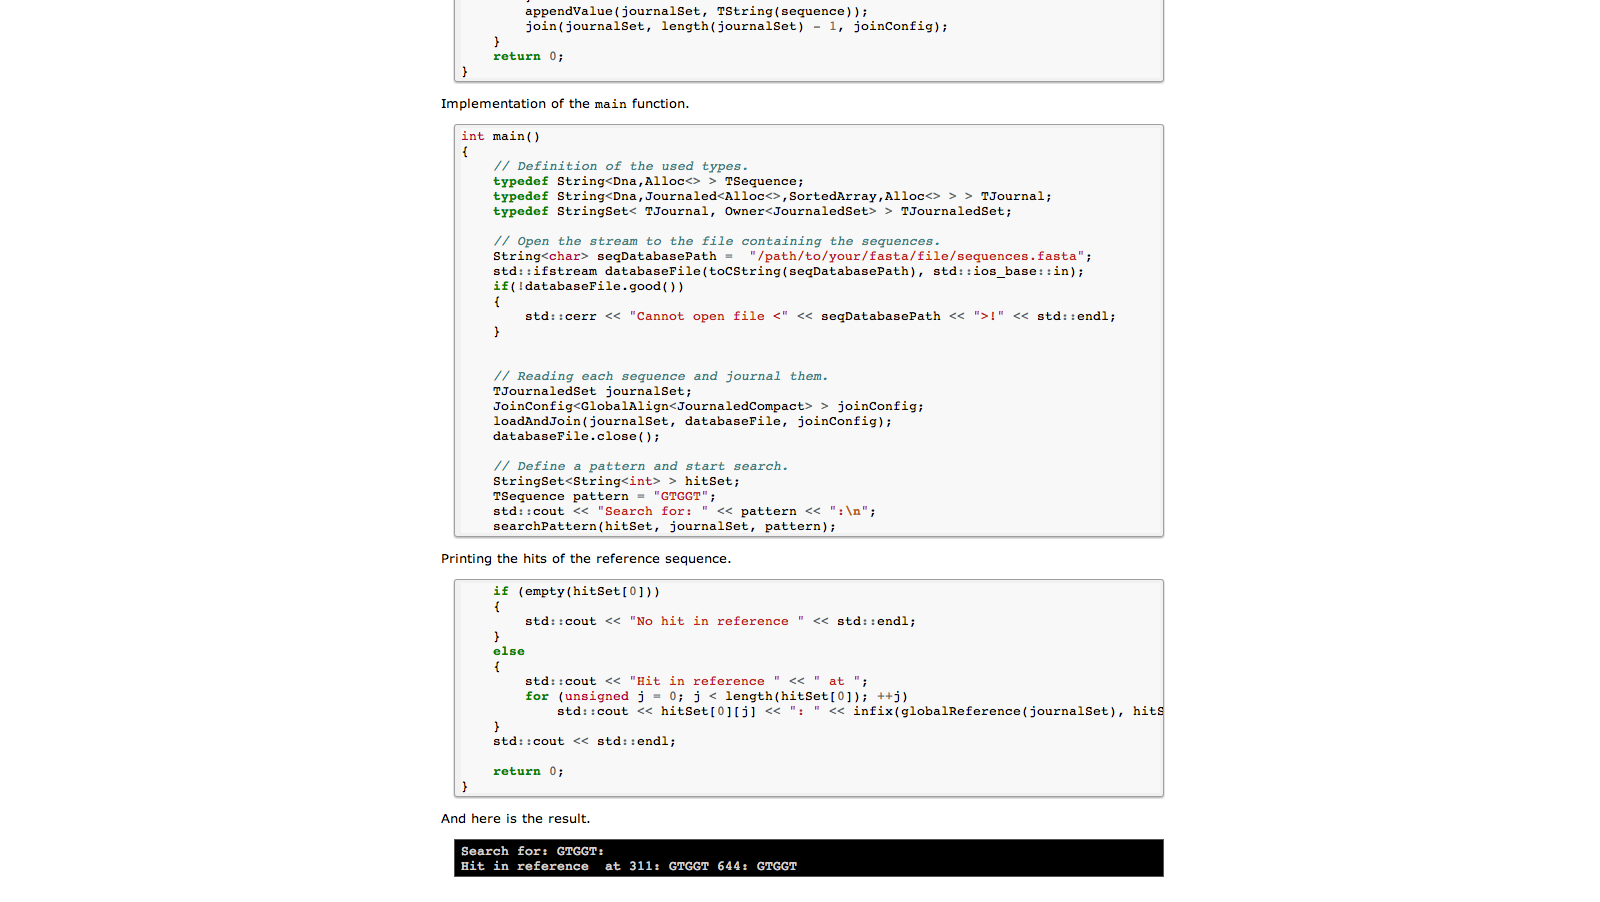 appendValue(journalSet, TString(sequence));
        join(journalSet, length(journalSet) - 1, joinConfig);
    }
    return 0;
}
Implementation of the main function.
int main()
{
    // Definition of the used types.
    typedef String<Dna,Alloc<> > TSequence;
    typedef String<Dna,Journaled<Alloc<>,SortedArray,Alloc<> > > TJournal;
    typedef StringSet< TJournal, Owner<JournaledSet> > TJournaledSet;
    // Open the stream to the file containing the sequences.
    String<char> seqDatabasePath =  "/path/to/your/fasta/file/sequences.fasta";
    std::ifstream databaseFile(toCString(seqDatabasePath), std::ios_base::in);
    if(!databaseFile.good())
    {
        std::cerr << "Cannot open file <" << seqDatabasePath << ">!" << std::endl;
    }
    // Reading each sequence and journal them.
    TJournaledSet journalSet;
    JoinConfig<GlobalAlign<JournaledCompact> > joinConfig;
    loadAndJoin(journalSet, databaseFile, joinConfig);
    databaseFile.close();
    // Define a pattern and start search.
    StringSet<String<int> > hitSet;
    TSequence pattern = "GTGGT";
    std::cout << "Search for: " << pattern << ":\n";
    searchPattern(hitSet, journalSet, pattern);
Printing the hits of the reference sequence.
    if (empty(hitSet[0]))
    {
        std::cout << "No hit in reference " << std::endl;
    }
    else
    {
        std::cout << "Hit in reference " << " at ";
        for (unsigned j = 0; j < length(hitSet[0]); ++j)
            std::cout << hitSet[0][j] << ": " << infix(globalReference(journalSet), hitS
    }
    std::cout << std::endl;
    return 0;
}
And here is the result.
Search for: GTGGT:
Hit in reference  at 311: GTGGT 644: GTGGT